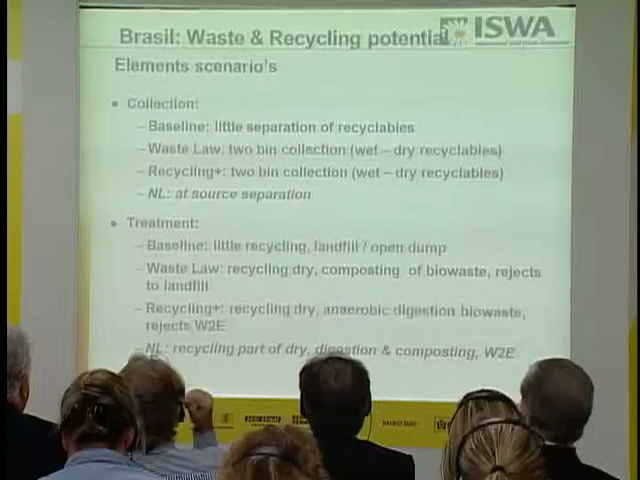 Brasil: Waste & Recycling potential
ISWA
Elements scenario's
• Collection:
– Baseline: little separation of recyclables
– Waste Law: two bin collection (wet – dry recyclables)
– Recycling+: two bin collection (wet – dry recyclables)
– NL: at source separation
• Treatment:
– Baseline: little recycling, landfill / open dump
– Waste Law: recycling dry, composting of biowaste, rejects
to landfill
– Recycling+: recycling dry, anaerobic digestion biowaste,
rejects W2E
– NL: recycling part of dry, digestion & composting, W2E